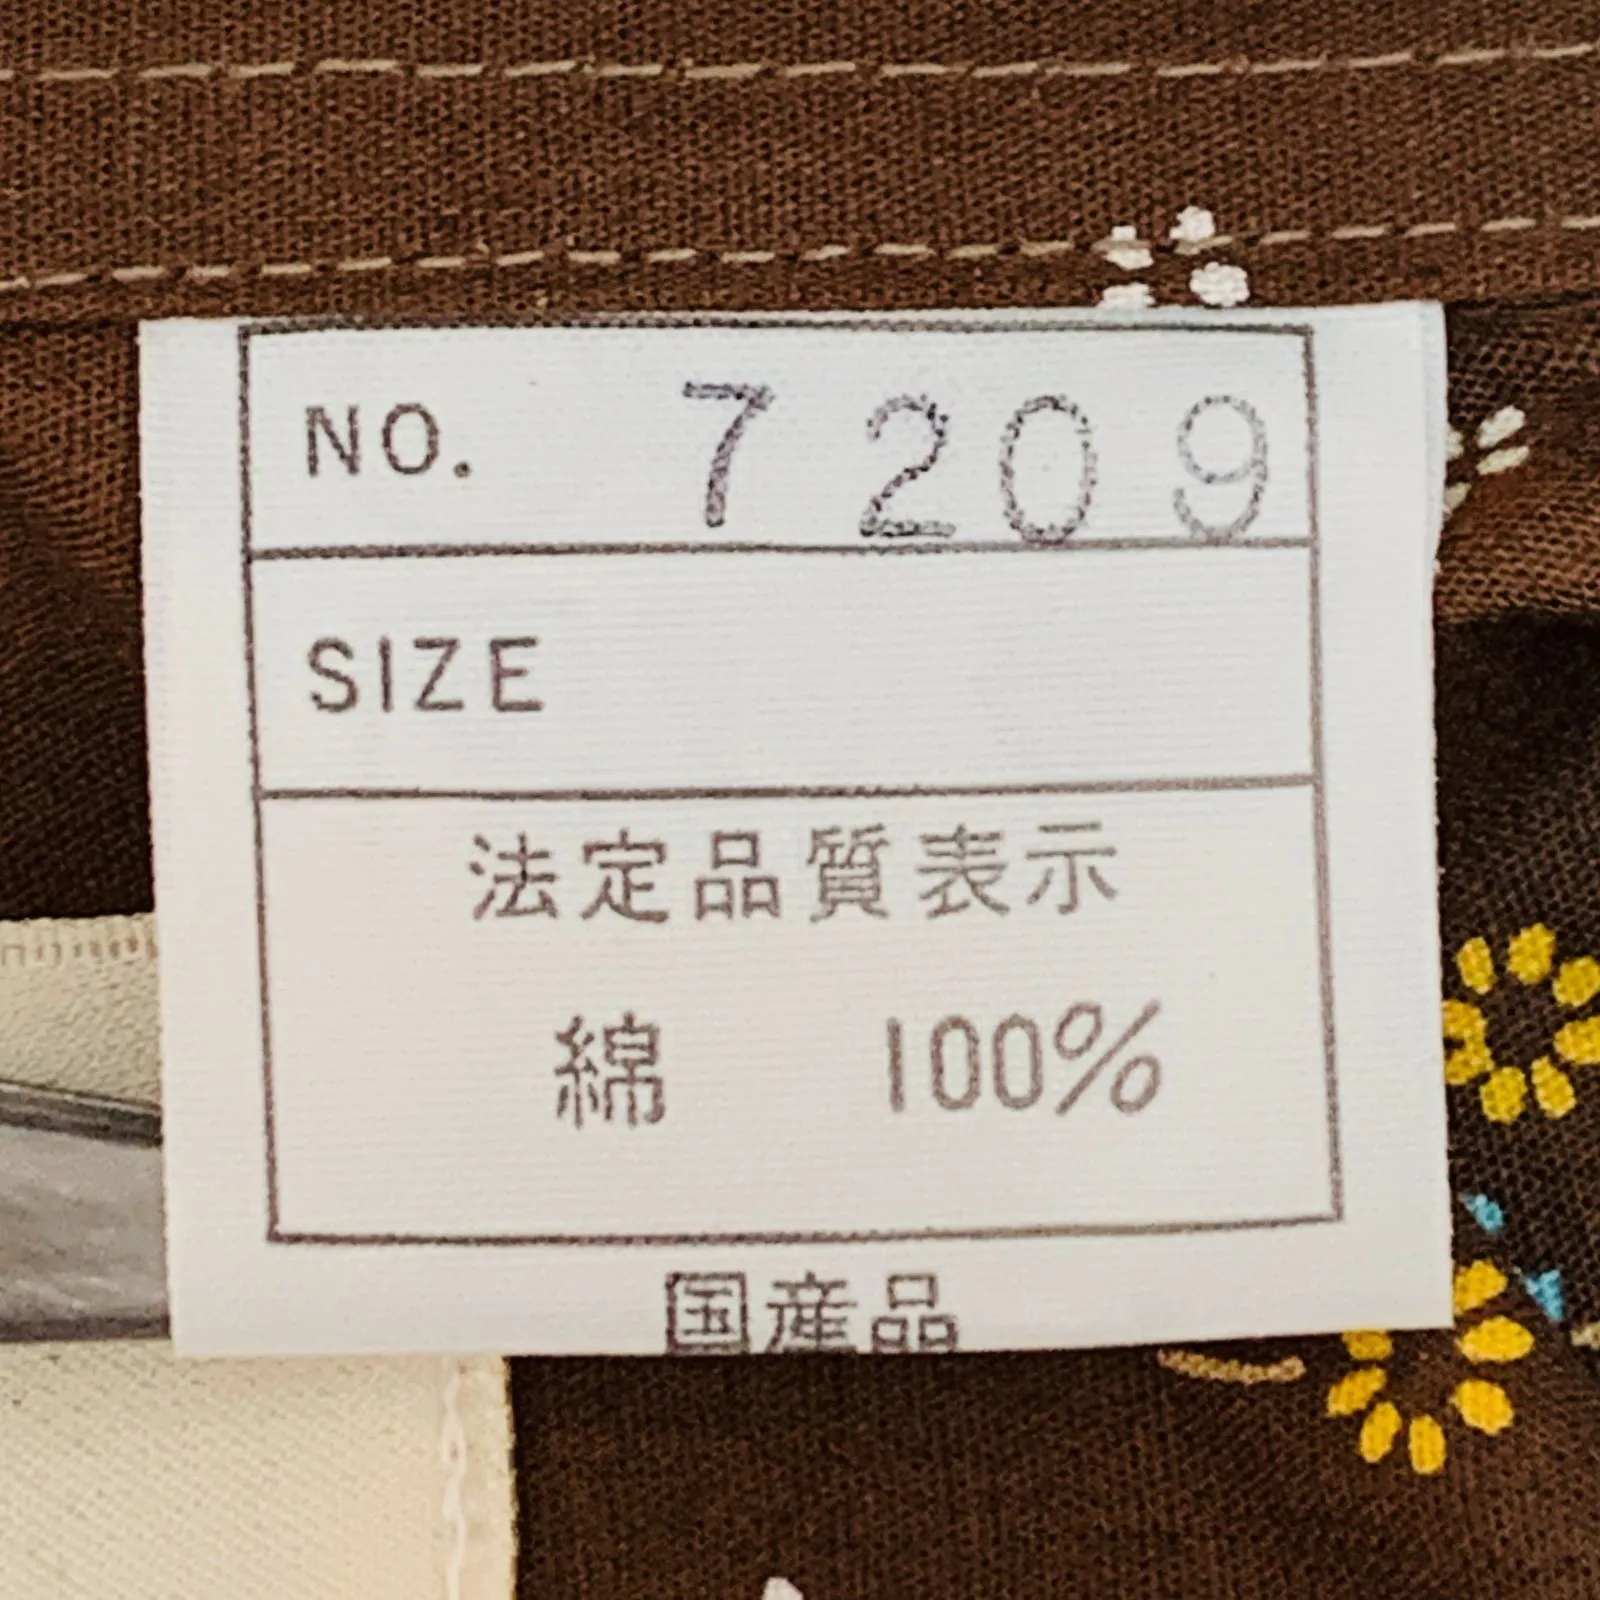 NO. 7209
SIZE
法定品質表示
綿 100%
国産品